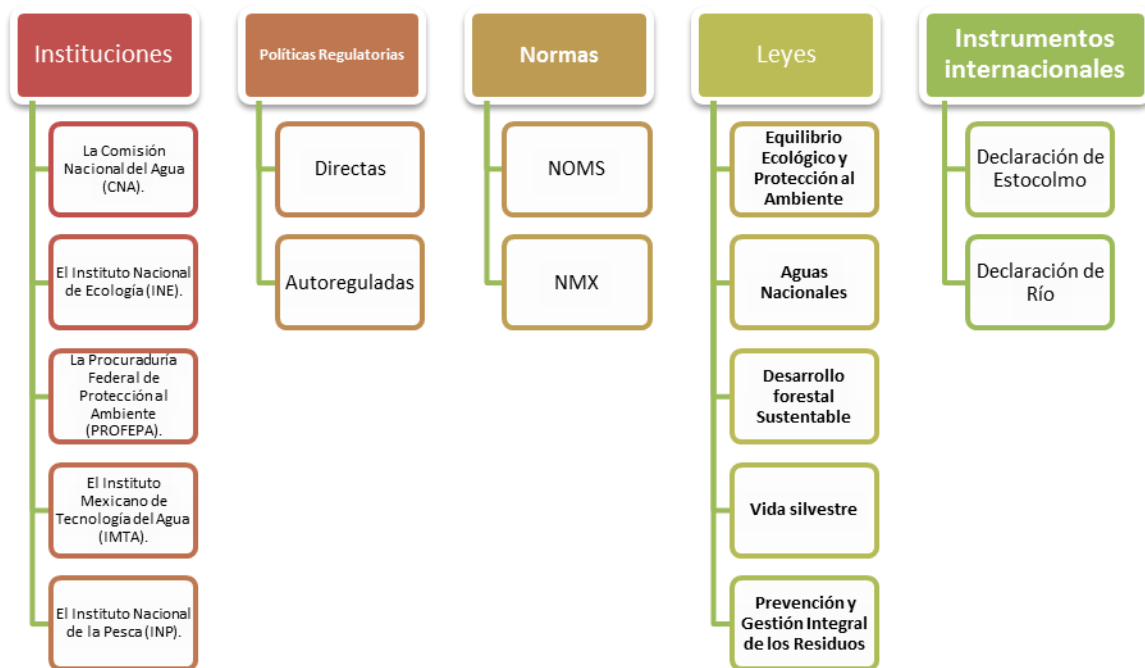 Instituciones
La Comisión
Nacional del Agua
(CNA).
El Instituto Nacional
de Ecología (INE).
La Procuraduría
Federal de
Protección al
Ambiente
(PROFEPA).
El Instituto
Mexicano de
Tecnología del Agua
(IMTA).
El Instituto Nacional
de la Pesca (INP).
Políticas Regulatorias
Directas
Autoreguladas
Normas
NOMS
NMX
Leyes
Equilibrio
Ecológico y
Protección al
Ambiente
Aguas
Nacionales
Desarrollo
forestal
Sustentable
Vida silvestre
Prevención y
Gestión Integral
de los Residuos
Instrumentos
internacionales
Declaración de
Estocolmo
Declaración de
Río